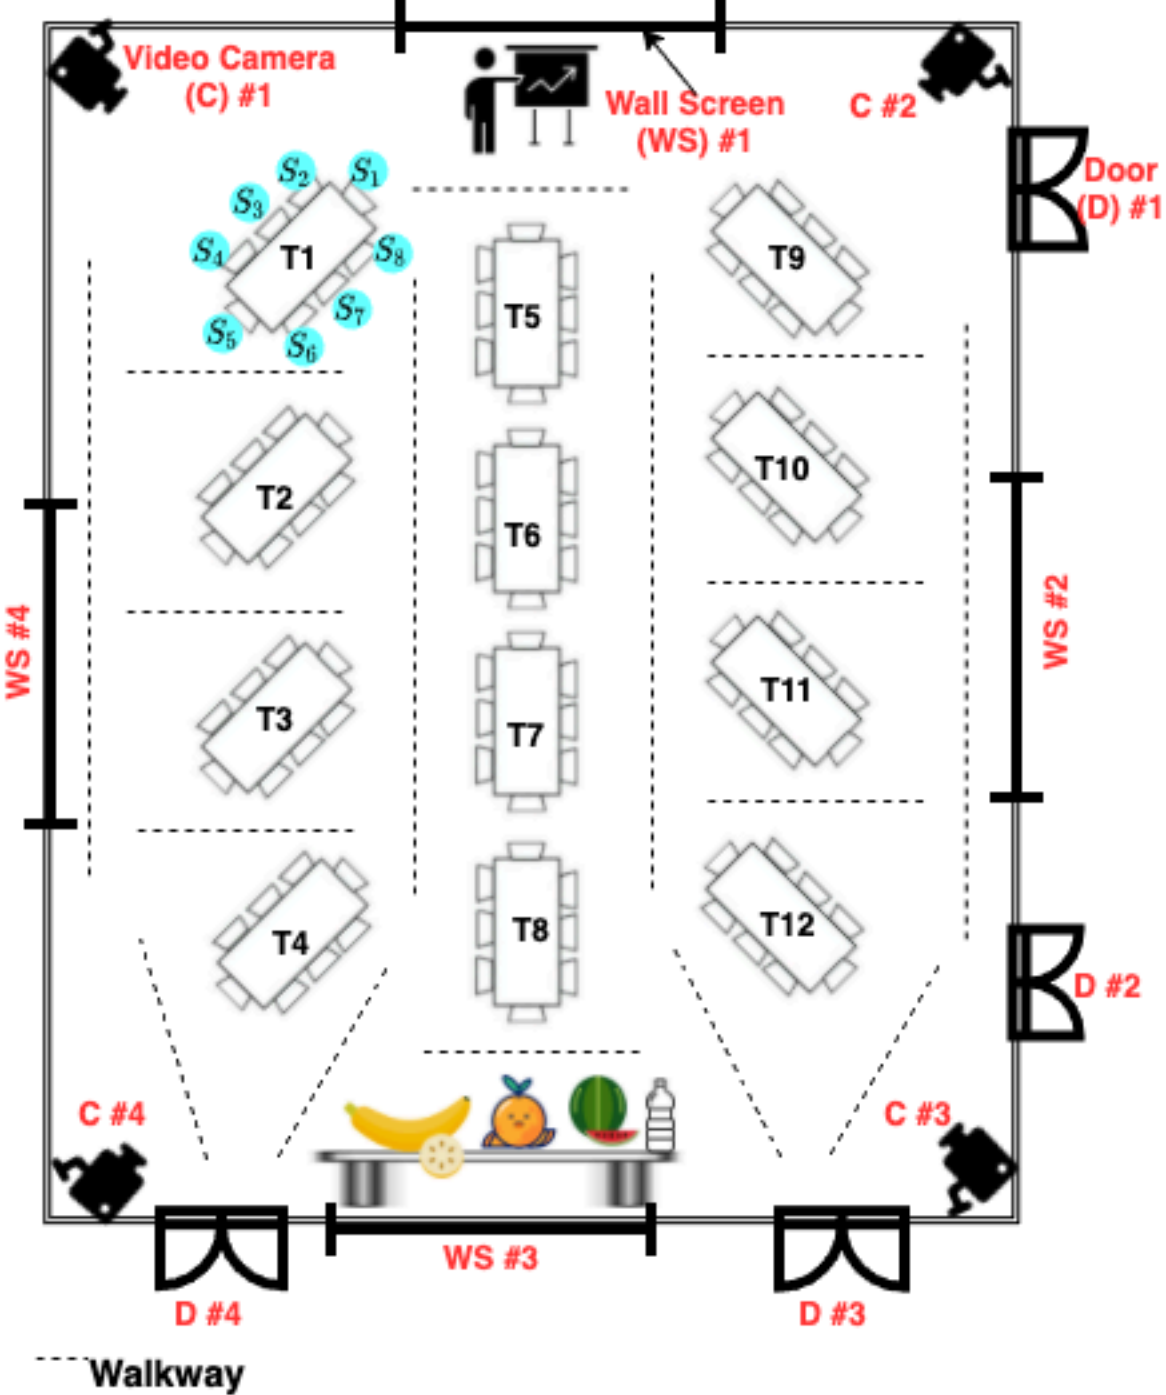 Video Camera
(C) #1
Wall Screen
(WS) #1
C #2
Door
(D) #1
S1
S2
S3
S4
S5
S6
S7
S8
T1
T5
T9
T2
T6
T10
WS #4
WS #2
T3
T7
T11
T4
T8
T12
D #2
C #4
C #3
WS #3
D #4
D #3
Walkway